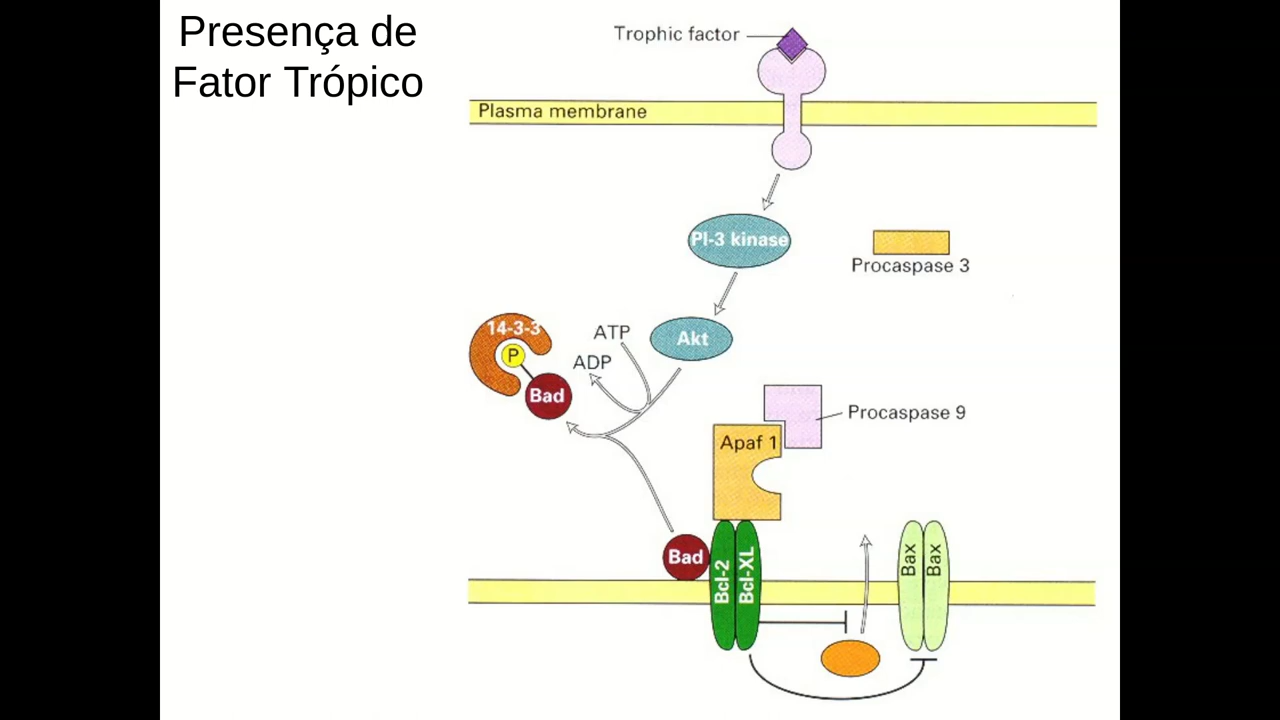 Presença de
Fator Trópico
Trophic factor
Plasma membrane
PI-3 kinase
Procaspase 3
14-3-3
P
ATP
ADP
Akt
Bad
Procaspase 9
Apaf 1
Bad
Bcl-2
Bcl-XL
Bax
Bax